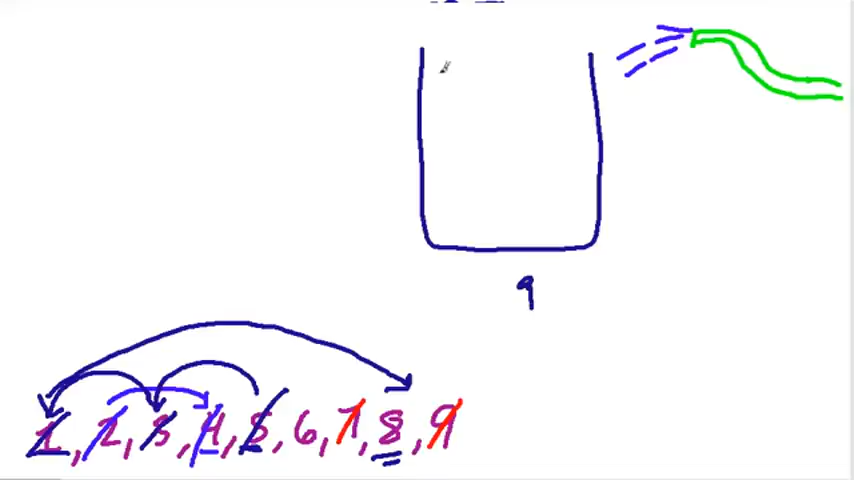 9
1, 2, 3, 4, 5, 6, 7, 8, 9